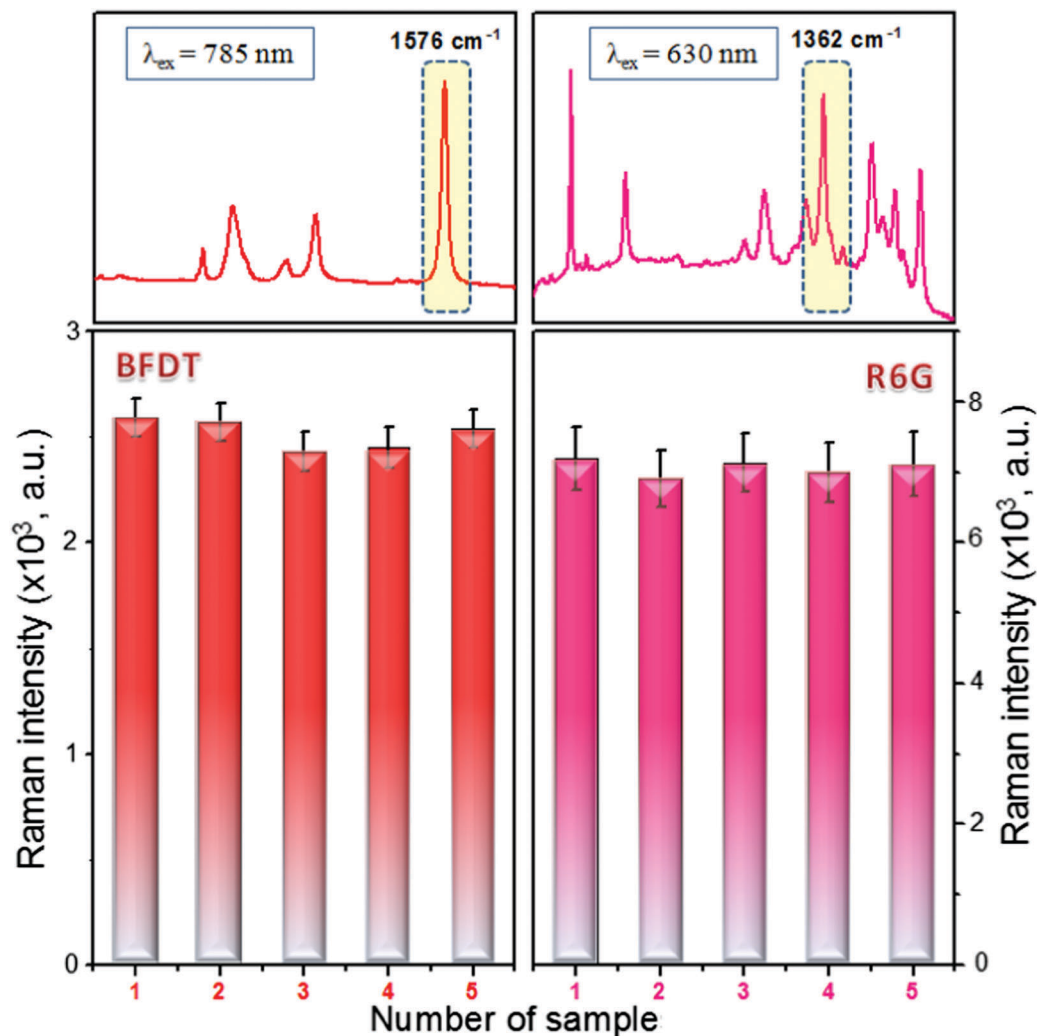 λex = 785 nm
1576 cm⁻¹
λex = 630 nm
1362 cm⁻¹
BFDT
R6G
Raman intensity (x10³, a.u.)
3
2
1
0
8
6
4
2
0
Raman intensity (x10³, a.u.)
1 2 3 4 5
1 2 3 4 5
Number of sample